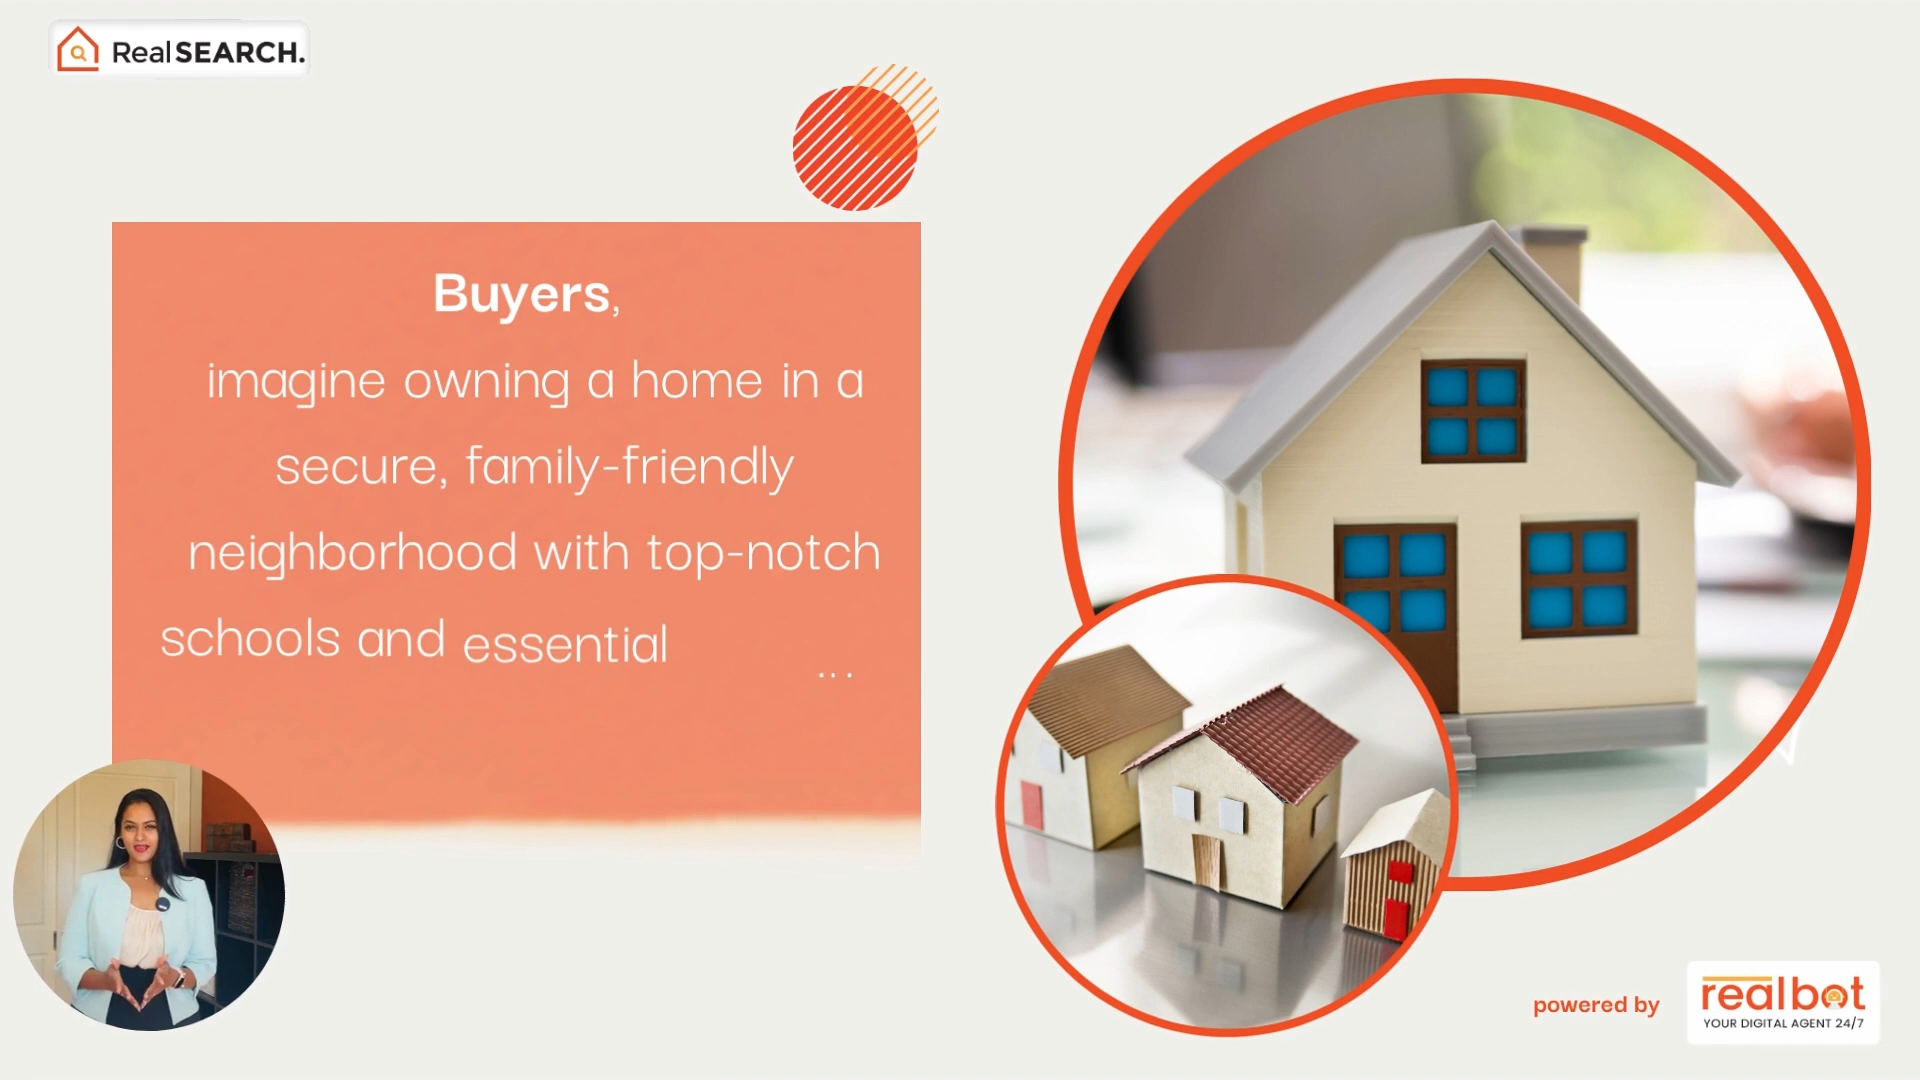 RealSEARCH.
Buyers,
imagine owning a home in a
secure, family-friendly
neighborhood with top-notch
schools and essential
...
powered by
realbot
YOUR DIGITAL AGENT 24/7